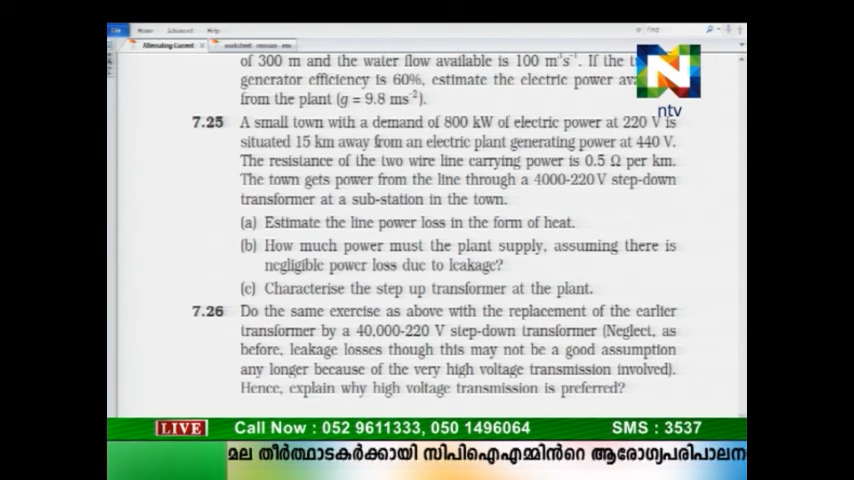 File Home Advanced Help Find
Alternating Current
of 300 m and the water flow available is 100 m³s⁻¹. If the
ntv
generator efficiency is 60%, estimate the electric power
from the plant (g = 9.8 ms⁻²).
7.25 A small town with a demand of 800 kW of electric power at 220 V is
situated 15 km away from an electric plant generating power at 440 V.
The resistance of the two wire line carrying power is 0.5 Ω per km.
The town gets power from the line through a 4000-220 V step-down
transformer at a sub-station in the town.
(a) Estimate the line power loss in the form of heat.
(b) How much power must the plant supply, assuming there is
negligible power loss due to leakage?
(c) Characterise the step up transformer at the plant.
7.26 Do the same exercise as above with the replacement of the earlier
transformer by a 40,000-220 V step-down transformer (Neglect, as
before, leakage losses though this may not be a good assumption
any longer because of the very high voltage transmission involved).
Hence, explain why high voltage transmission is preferred?
LIVE Call Now : 052 9611333, 050 1496064 SMS : 3537
മല തീർത്ഥാടകർക്കായി സിപിഐഎമ്മിൻറെ ആരോഗ്യപരിപാലന